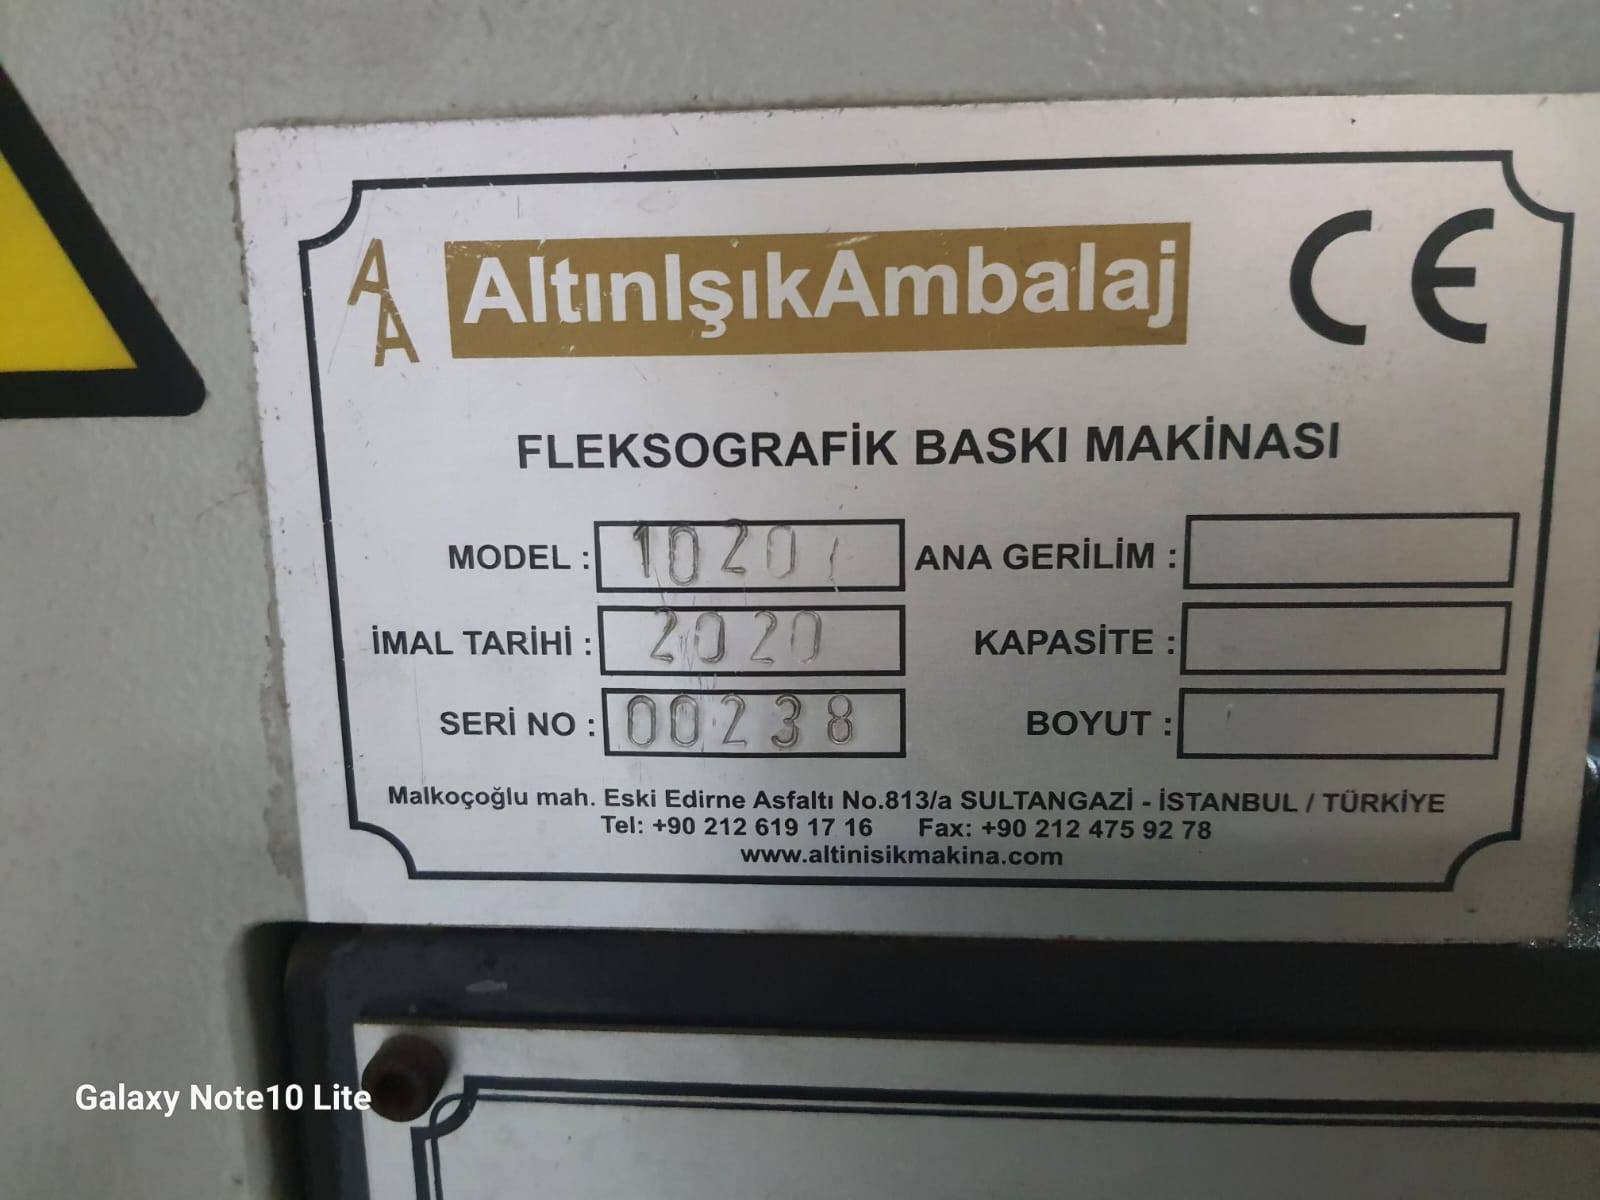 AA
AltınIşıkAmbalaj CE
FLEKSOGRAFİK BASKI MAKİNASI
MODEL : 1020 ANA GERİLİM :
İMAL TARİHİ : 2020 KAPASİTE :
SERİ NO : 00238 BOYUT :
Malkoçoğlu mah. Eski Edirne Asfaltı No.813/a SULTANGAZİ - İSTANBUL / TÜRKİYE
Tel: +90 212 619 17 16 Fax: +90 212 475 92 78
www.altinisikmakina.com
Galaxy Note10 Lite